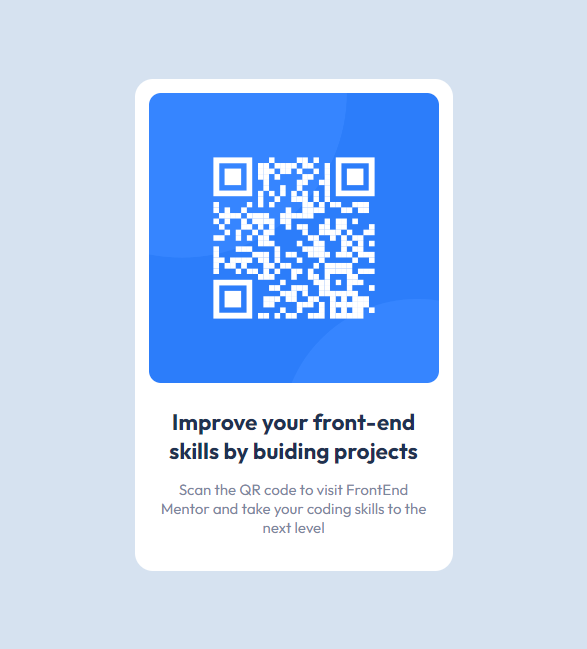 Improve your front-end
skills by buiding projects
Scan the QR code to visit FrontEnd
Mentor and take your coding skills to the
next level